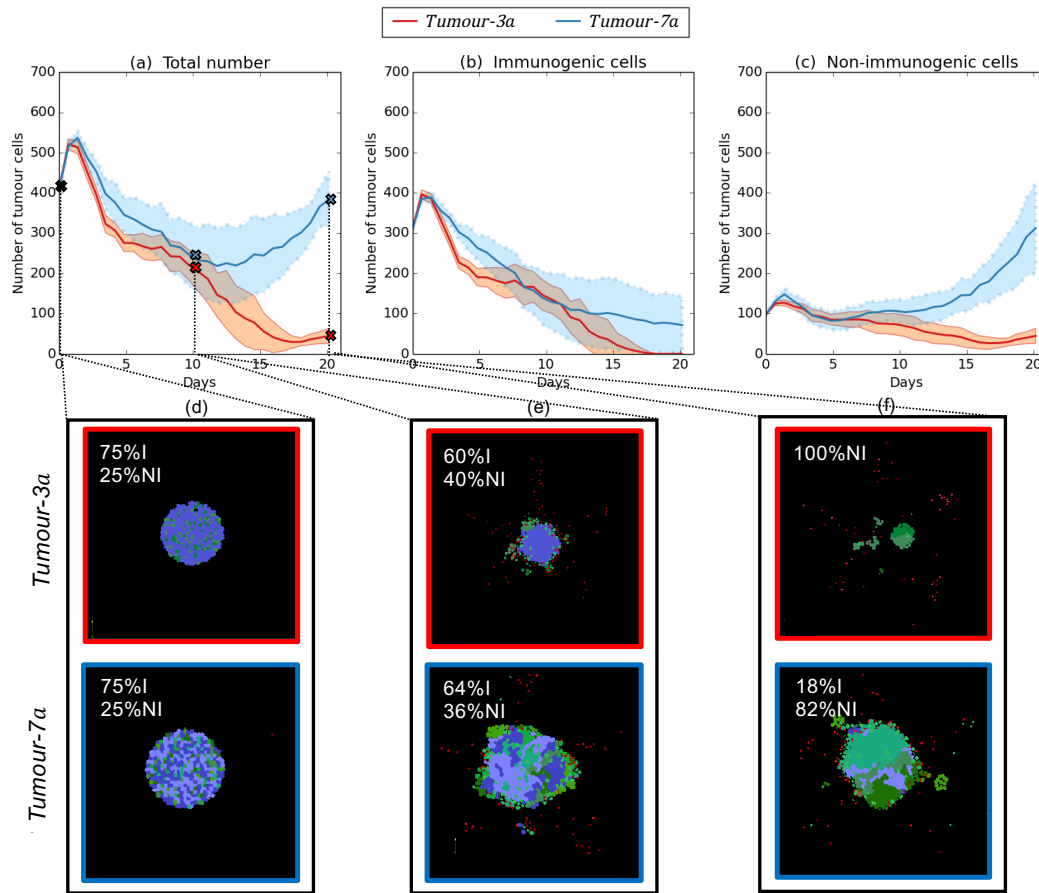 Tumour-3a Tumour-7a
(a) Total number
(b) Immunogenic cells
(c) Non-immunogenic cells
Number of tumour cells
700
600
500
400
300
200
100
0
0 5 10 15 20
Days
Number of tumour cells
700
600
500
400
300
200
100
0
0 5 10 15 20
Days
Number of tumour cells
700
600
500
400
300
200
100
0
0 5 10 15 20
Days
(d)
(e)
(f)
Tumour-3a
75%I
25%NI
60%I
40%NI
100%NI
Tumour-7a
75%I
25%NI
64%I
36%NI
18%I
82%NI